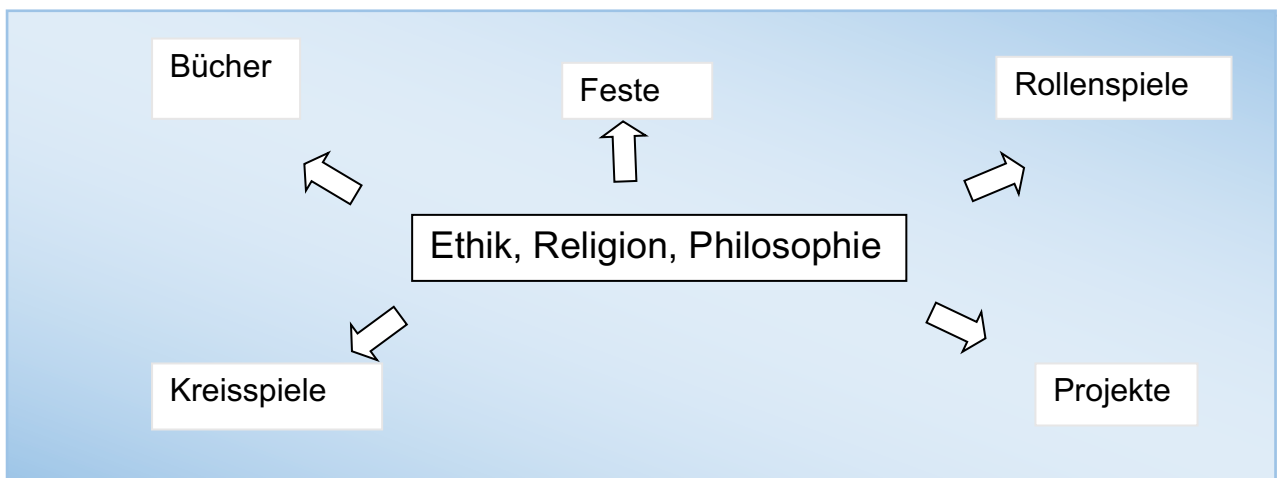 Bücher
Feste
Rollenspiele
Ethik, Religion, Philosophie
Kreisspiele
Projekte